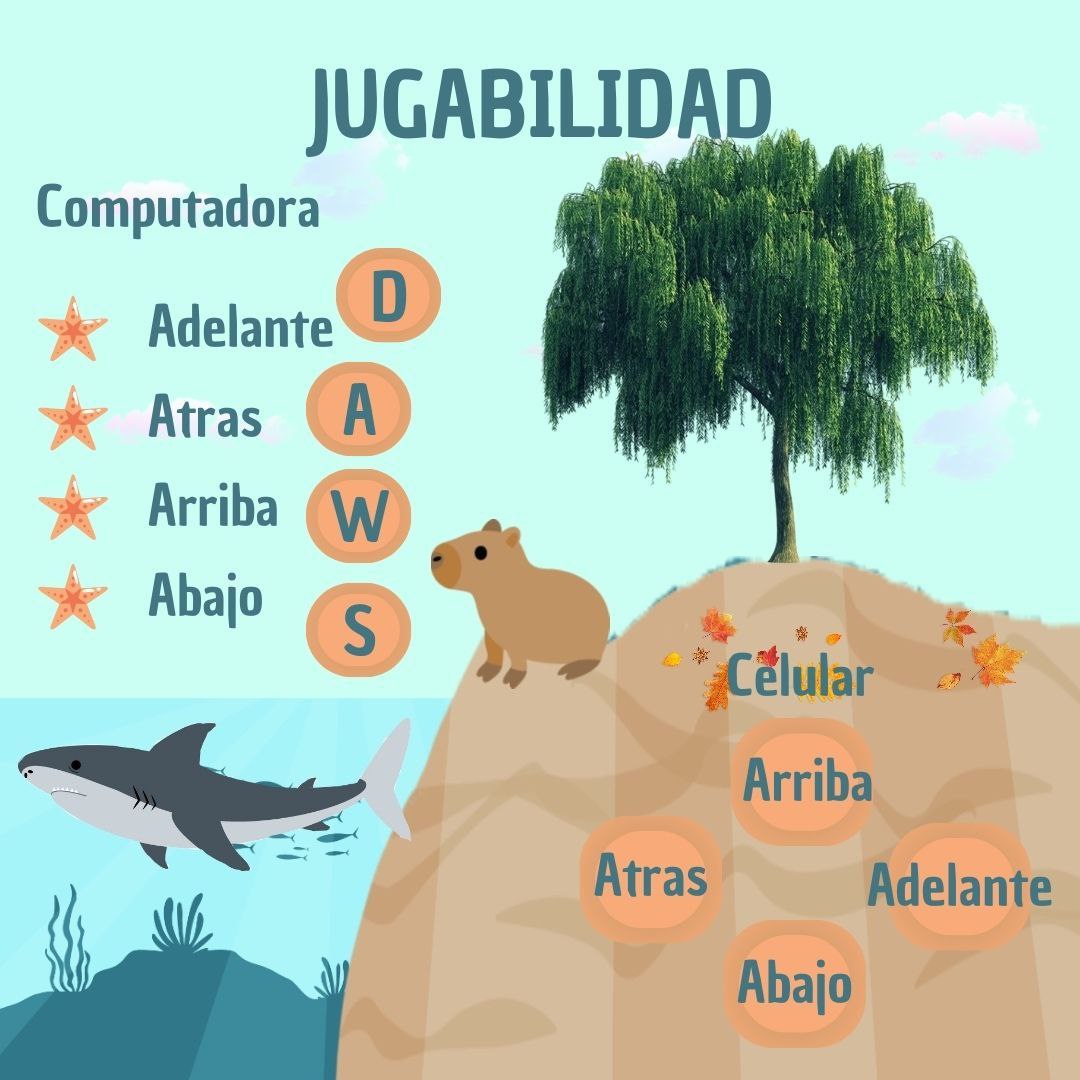 JUGABILIDAD
Computadora
Adelante D
Atras A
Arriba W
Abajo S
Celular
Arriba
Atras Adelante
Abajo